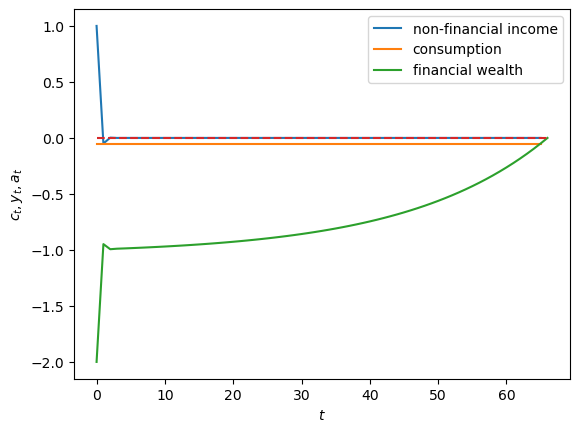 1.0
0.5
0.0
−0.5
−1.0
−1.5
−2.0
c_t, y_t, a_t
non-financial income
consumption
financial wealth
0 10 20 30 40 50 60
t